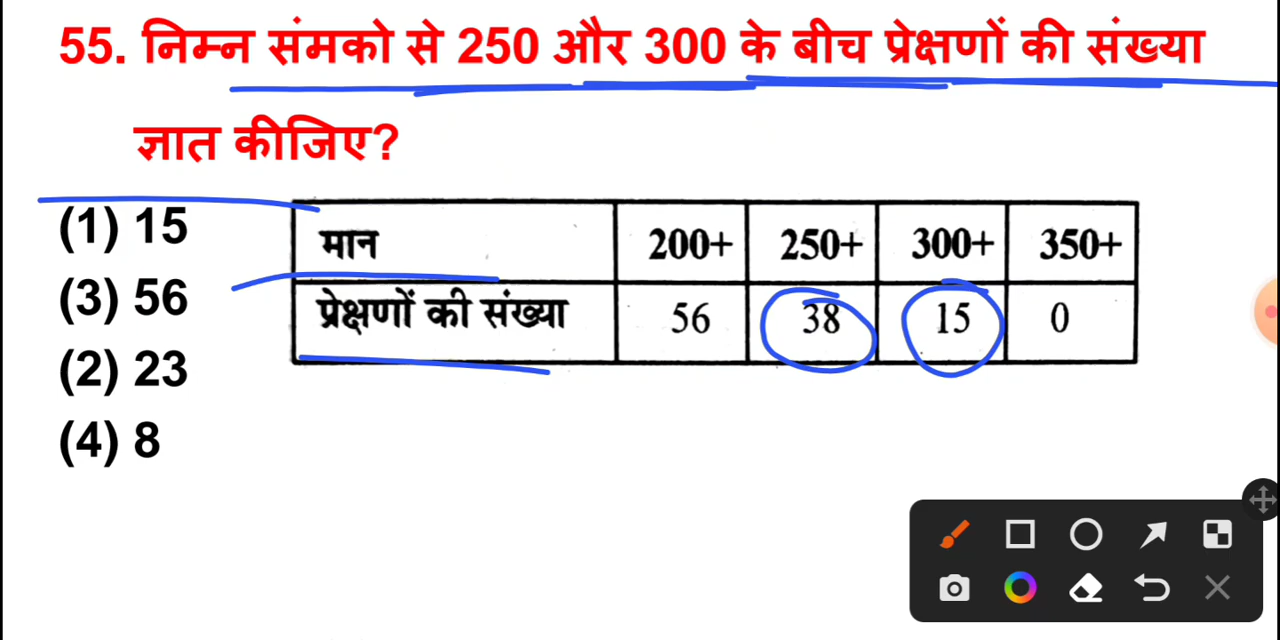 55. निम्न संमको से 250 और 300 के बीच प्रेक्षणों की संख्या
ज्ञात कीजिए?
(1) 15
(3) 56
(2) 23
(4) 8
मान 200+ 250+ 300+ 350+
प्रेक्षणों की संख्या 56 38 15 0